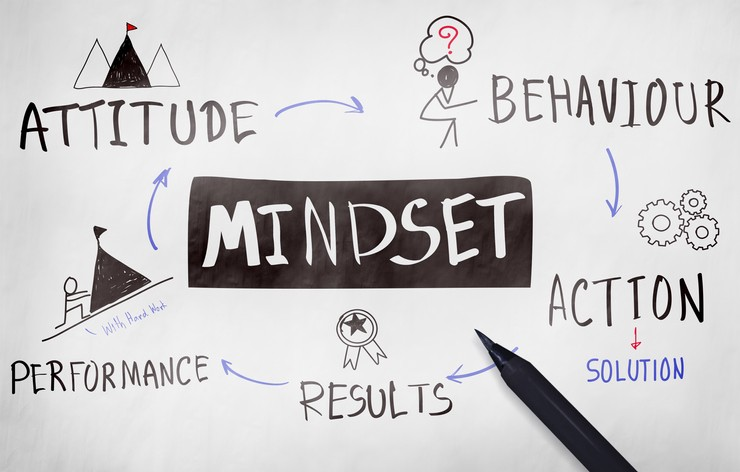 ?
ATTITUDE
BEHAVIOUR
MINDSET
ACTION
SOLUTION
RESULTS
With Hard Work
PERFORMANCE